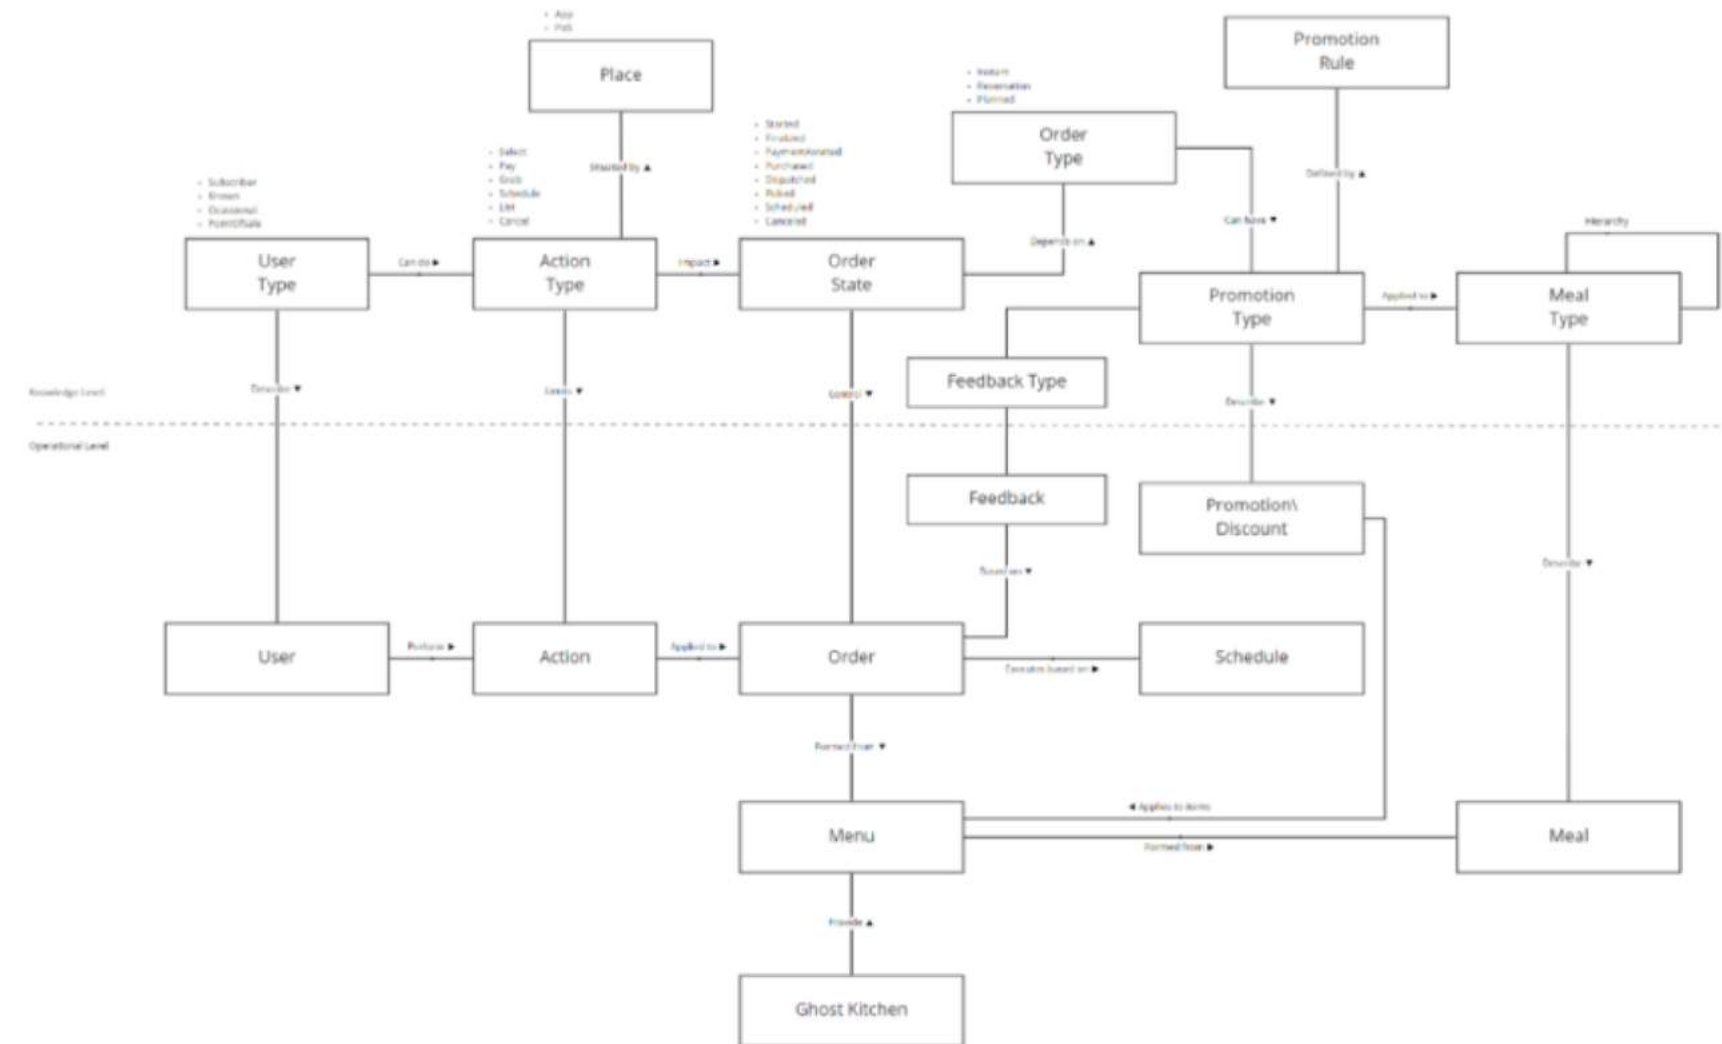 App
PoS
Place
Promotion
Rule
Instant
Reservation
Planned
Order
Type
Started
Finalized
PaymentAwaited
Purchased
Dispatched
Picked
Scheduled
Canceled
Select
Pay
Grab
Schedule
List
Cancel
Subscriber
Known
Ocassional
PointOfSale
▲
Defined by ▲
Can have ▼
Hierarchy
Depends on ▲
User
Type
Can do ▶
Action
Type
Impact ▶
Order
State
Promotion
Type
Applied to ▶
Meal
Type
Feedback Type
Describe ▼
▼
Control ▼
Describe ▼
Knowledge Level
Operational Level
Feedback
Promotion\
Discount
Based on ▼
Describe ▼
User
Perform ▶
Action
Applied to ▶
Order
Executes based on ▶
Schedule
Formed from ▼
Menu
◀ Applies to items
Formed from ▶
Meal
Provide ▲
Ghost Kitchen